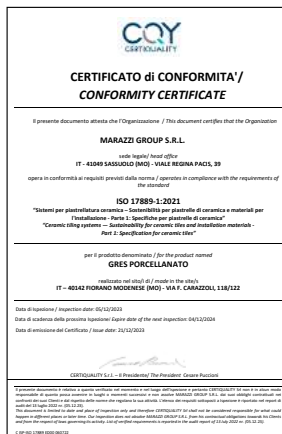 CQY
CERTIQUALITY
CERTIFICATO di CONFORMITA'/
CONFORMITY CERTIFICATE
Il presente documento attesta che l'Organizzazione / This document certifies that the Organization
MARAZZI GROUP S.R.L.
sede legale/ head office
IT - 41049 SASSUOLO (MO) - VIALE REGINA PACIS, 39
opera in conformità ai requisiti previsti dalla norma / operates in compliance with the requirements of
the standard
ISO 17889-1:2021
"Sistemi per piastrellatura ceramica – Sostenibilità per piastrelle di ceramica e materiali per
l'installazione - Parte 1: Specifiche per piastrelle di ceramica"
"Ceramic tiling systems — Sustainability for ceramic tiles and installation materials -
Part 1: Specification for ceramic tiles"
per il prodotto denominato / for the product named
GRES PORCELLANATO
realizzato nel sito/i di / made in the site/s
IT – 40142 FIORANO MODENESE (MO) - VIA F. CARAZZOLI, 118/122
Data di Ispezione / Inspection date: 05/12/2023
Data di scadenza della prossima Ispezione/ Expire date of the next inspection: 04/12/2024
Data di emissione del Certificato / Issue date: 21/12/2023
CERTIQUALITY S.r.l. – Il Presidente/ The President Cesare Puccioni